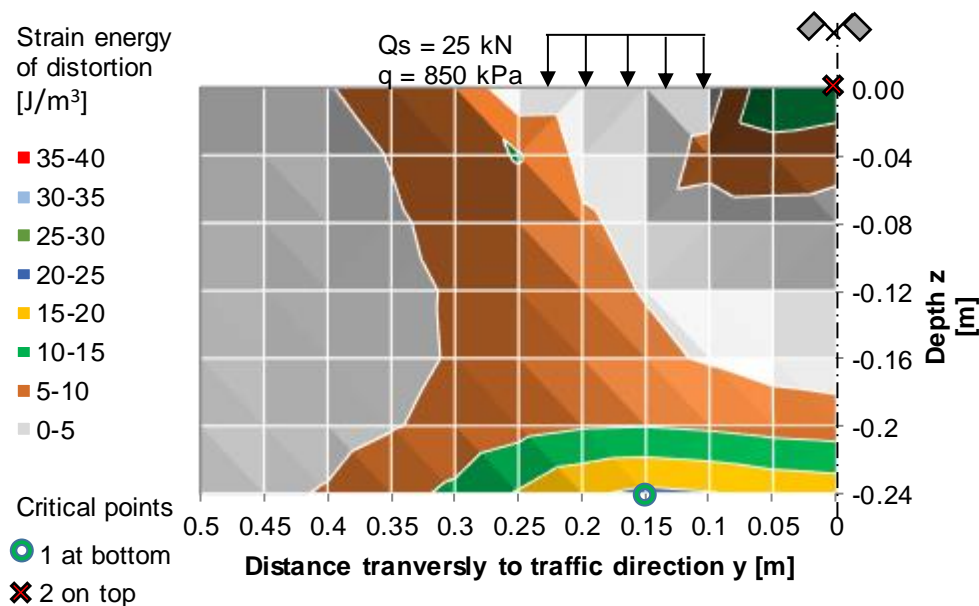 Strain energy
of distortion
[J/m³]
35-40
30-35
25-30
20-25
15-20
10-15
5-10
0-5
Critical points
1 at bottom
2 on top
Qs = 25 kN
q = 850 kPa
0.00
-0.04
-0.08
-0.12
-0.16
-0.2
-0.24
Depth z
[m]
0.5 0.45 0.4 0.35 0.3 0.25 0.2 0.15 0.1 0.05 0
Distance tranversly to traffic direction y [m]